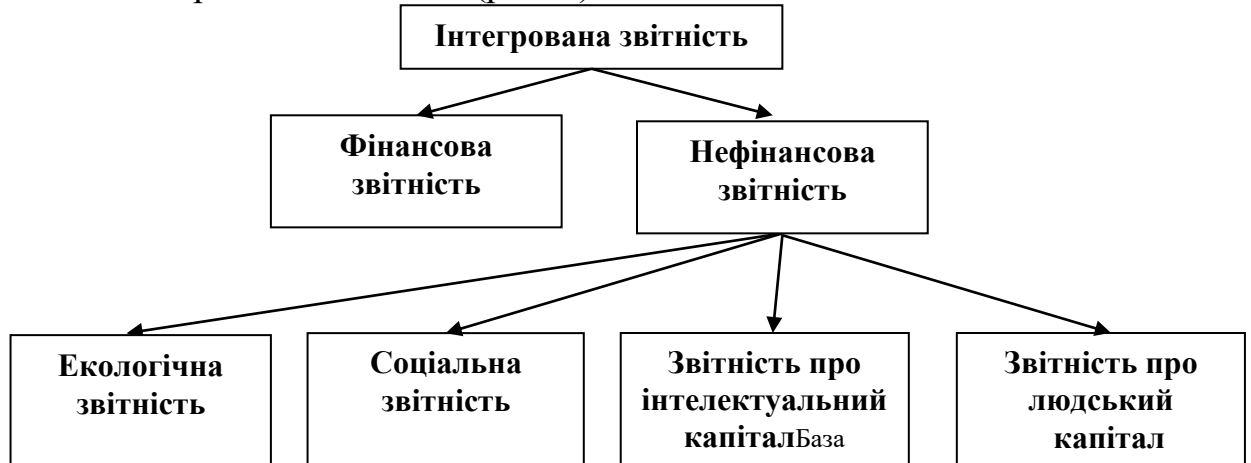 Інтегрована звітність
Фінансова
звітність
Нефінансова
звітність
Екологічна
звітність
Соціальна
звітність
Звітність про
інтелектуальний
капіталБаза
Звітність про
людський
капітал